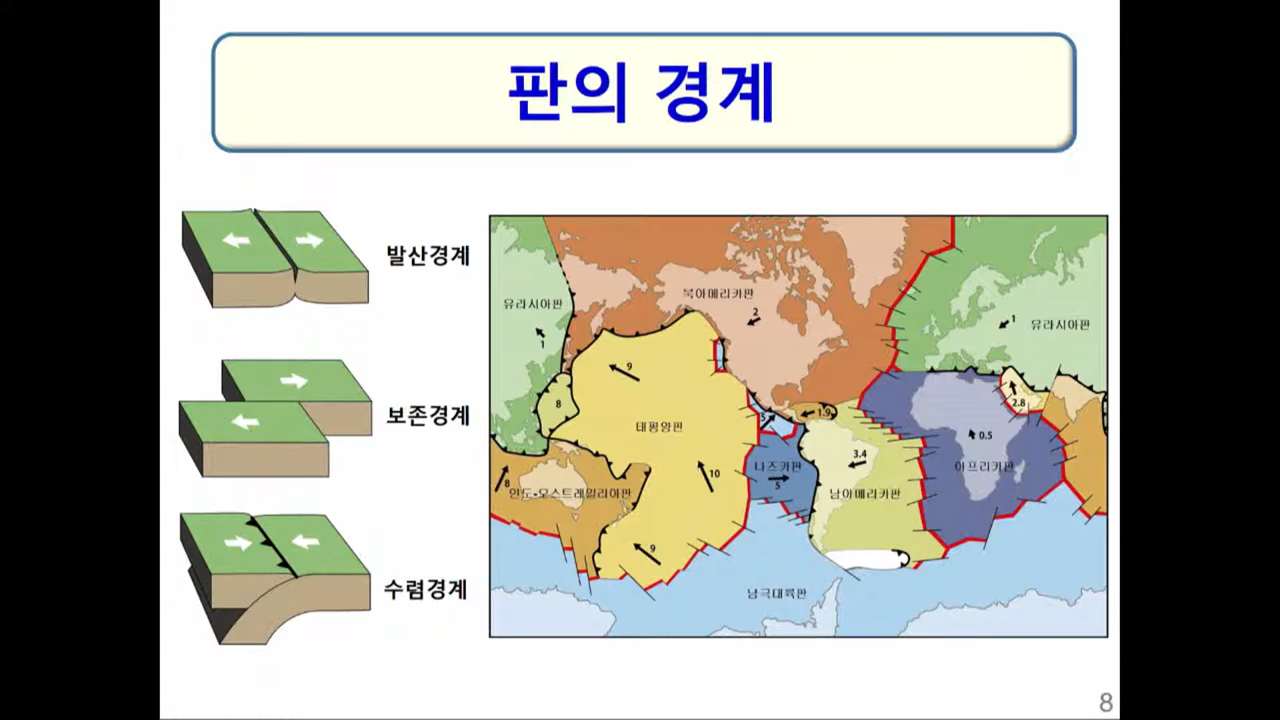 판의 경계
발산경계
보존경계
수렴경계
유라시아판
1
북아메리카판
2
1
유라시아판
9
8
태평양판
5
1.9
2.8
0.5
3.4
8
인도•오스트레일리아판
10
나즈카판
5
남아메리카판
아프리카판
9
남극대륙판
8